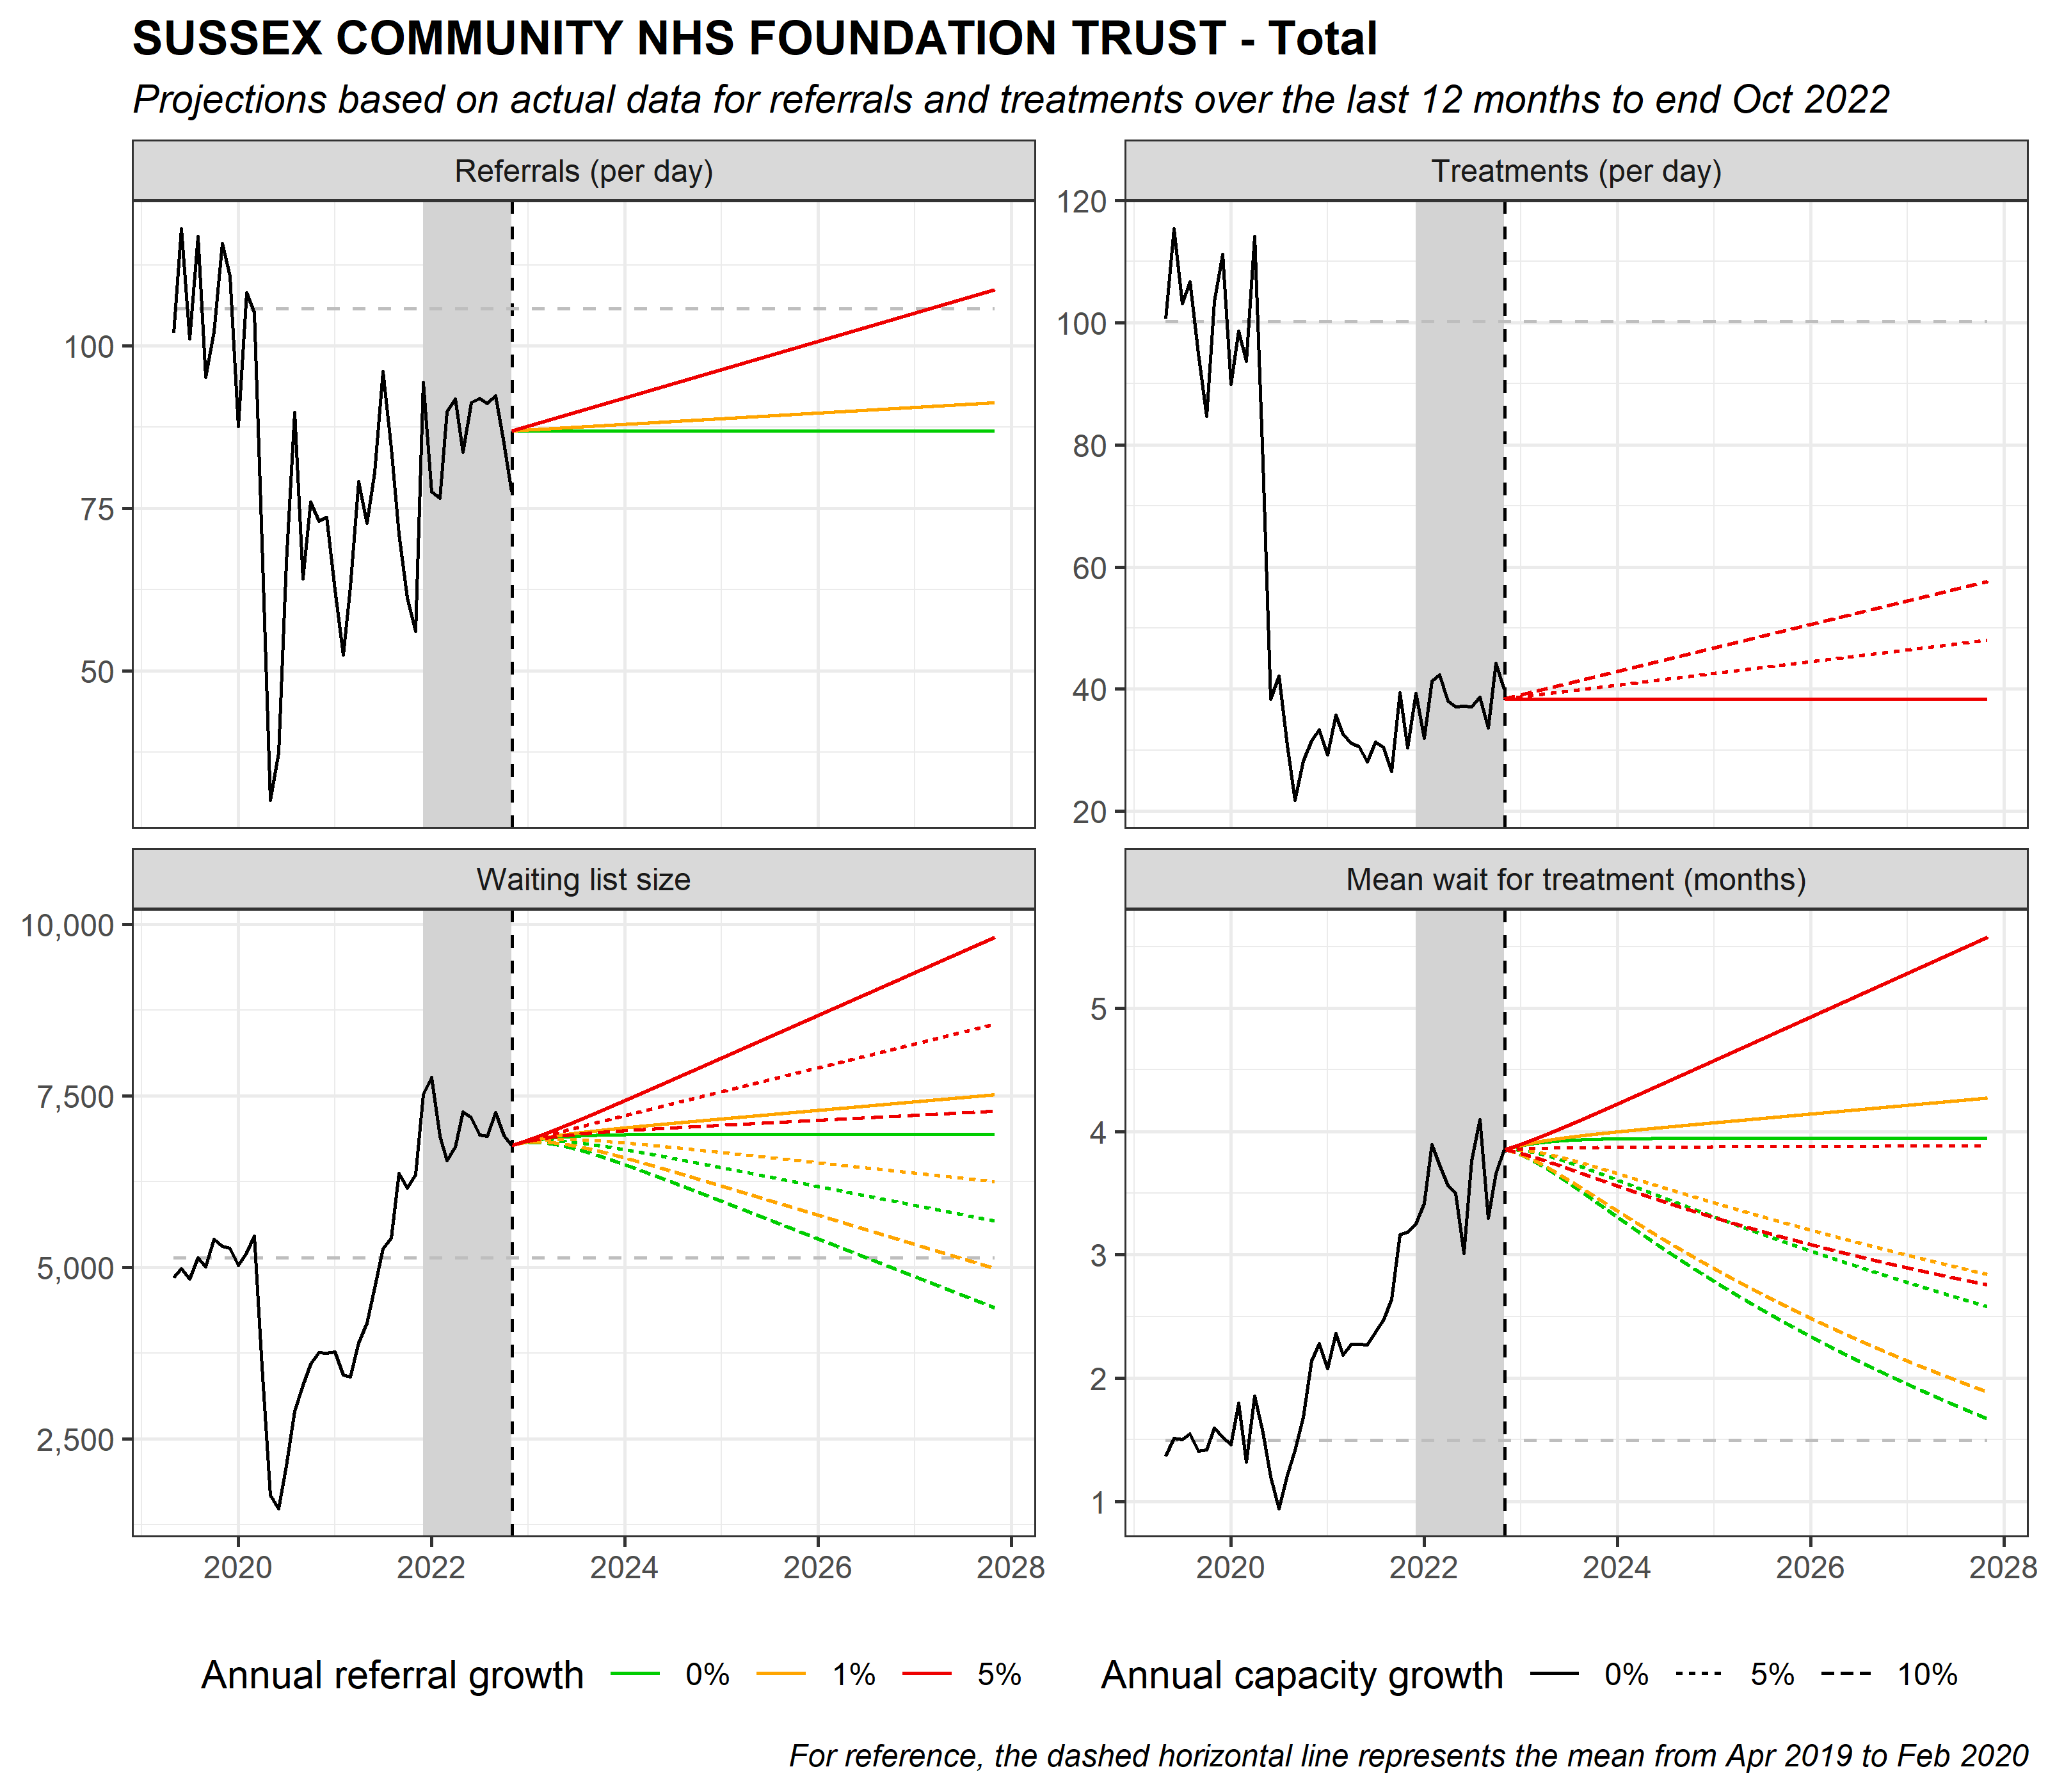 SUSSEX COMMUNITY NHS FOUNDATION TRUST - Total
Projections based on actual data for referrals and treatments over the last 12 months to end Oct 2022
Referrals (per day)
100
75
50
Treatments (per day)
120
100
80
60
40
20
Waiting list size
10,000
7,500
5,000
2,500
2020 2022 2024 2026 2028
Mean wait for treatment (months)
5
4
3
2
1
2020 2022 2024 2026 2028
Annual referral growth 0% 1% 5%
Annual capacity growth 0% 5% 10%
For reference, the dashed horizontal line represents the mean from Apr 2019 to Feb 2020